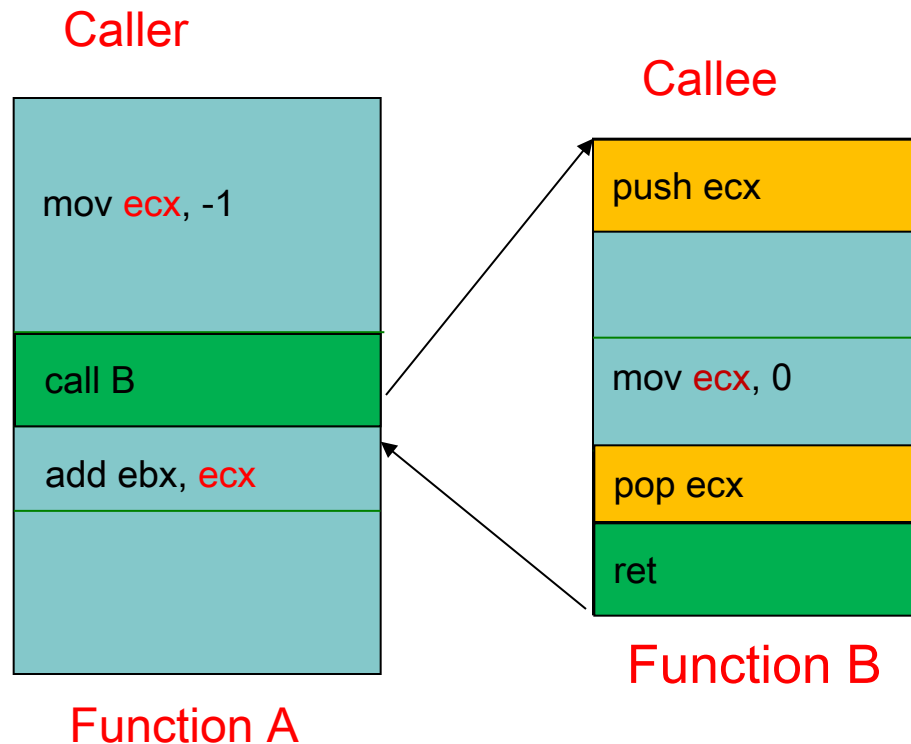 Caller
mov ecx, -1
call B
add ebx, ecx
Function A
Callee
push ecx
mov ecx, 0
pop ecx
ret
Function B